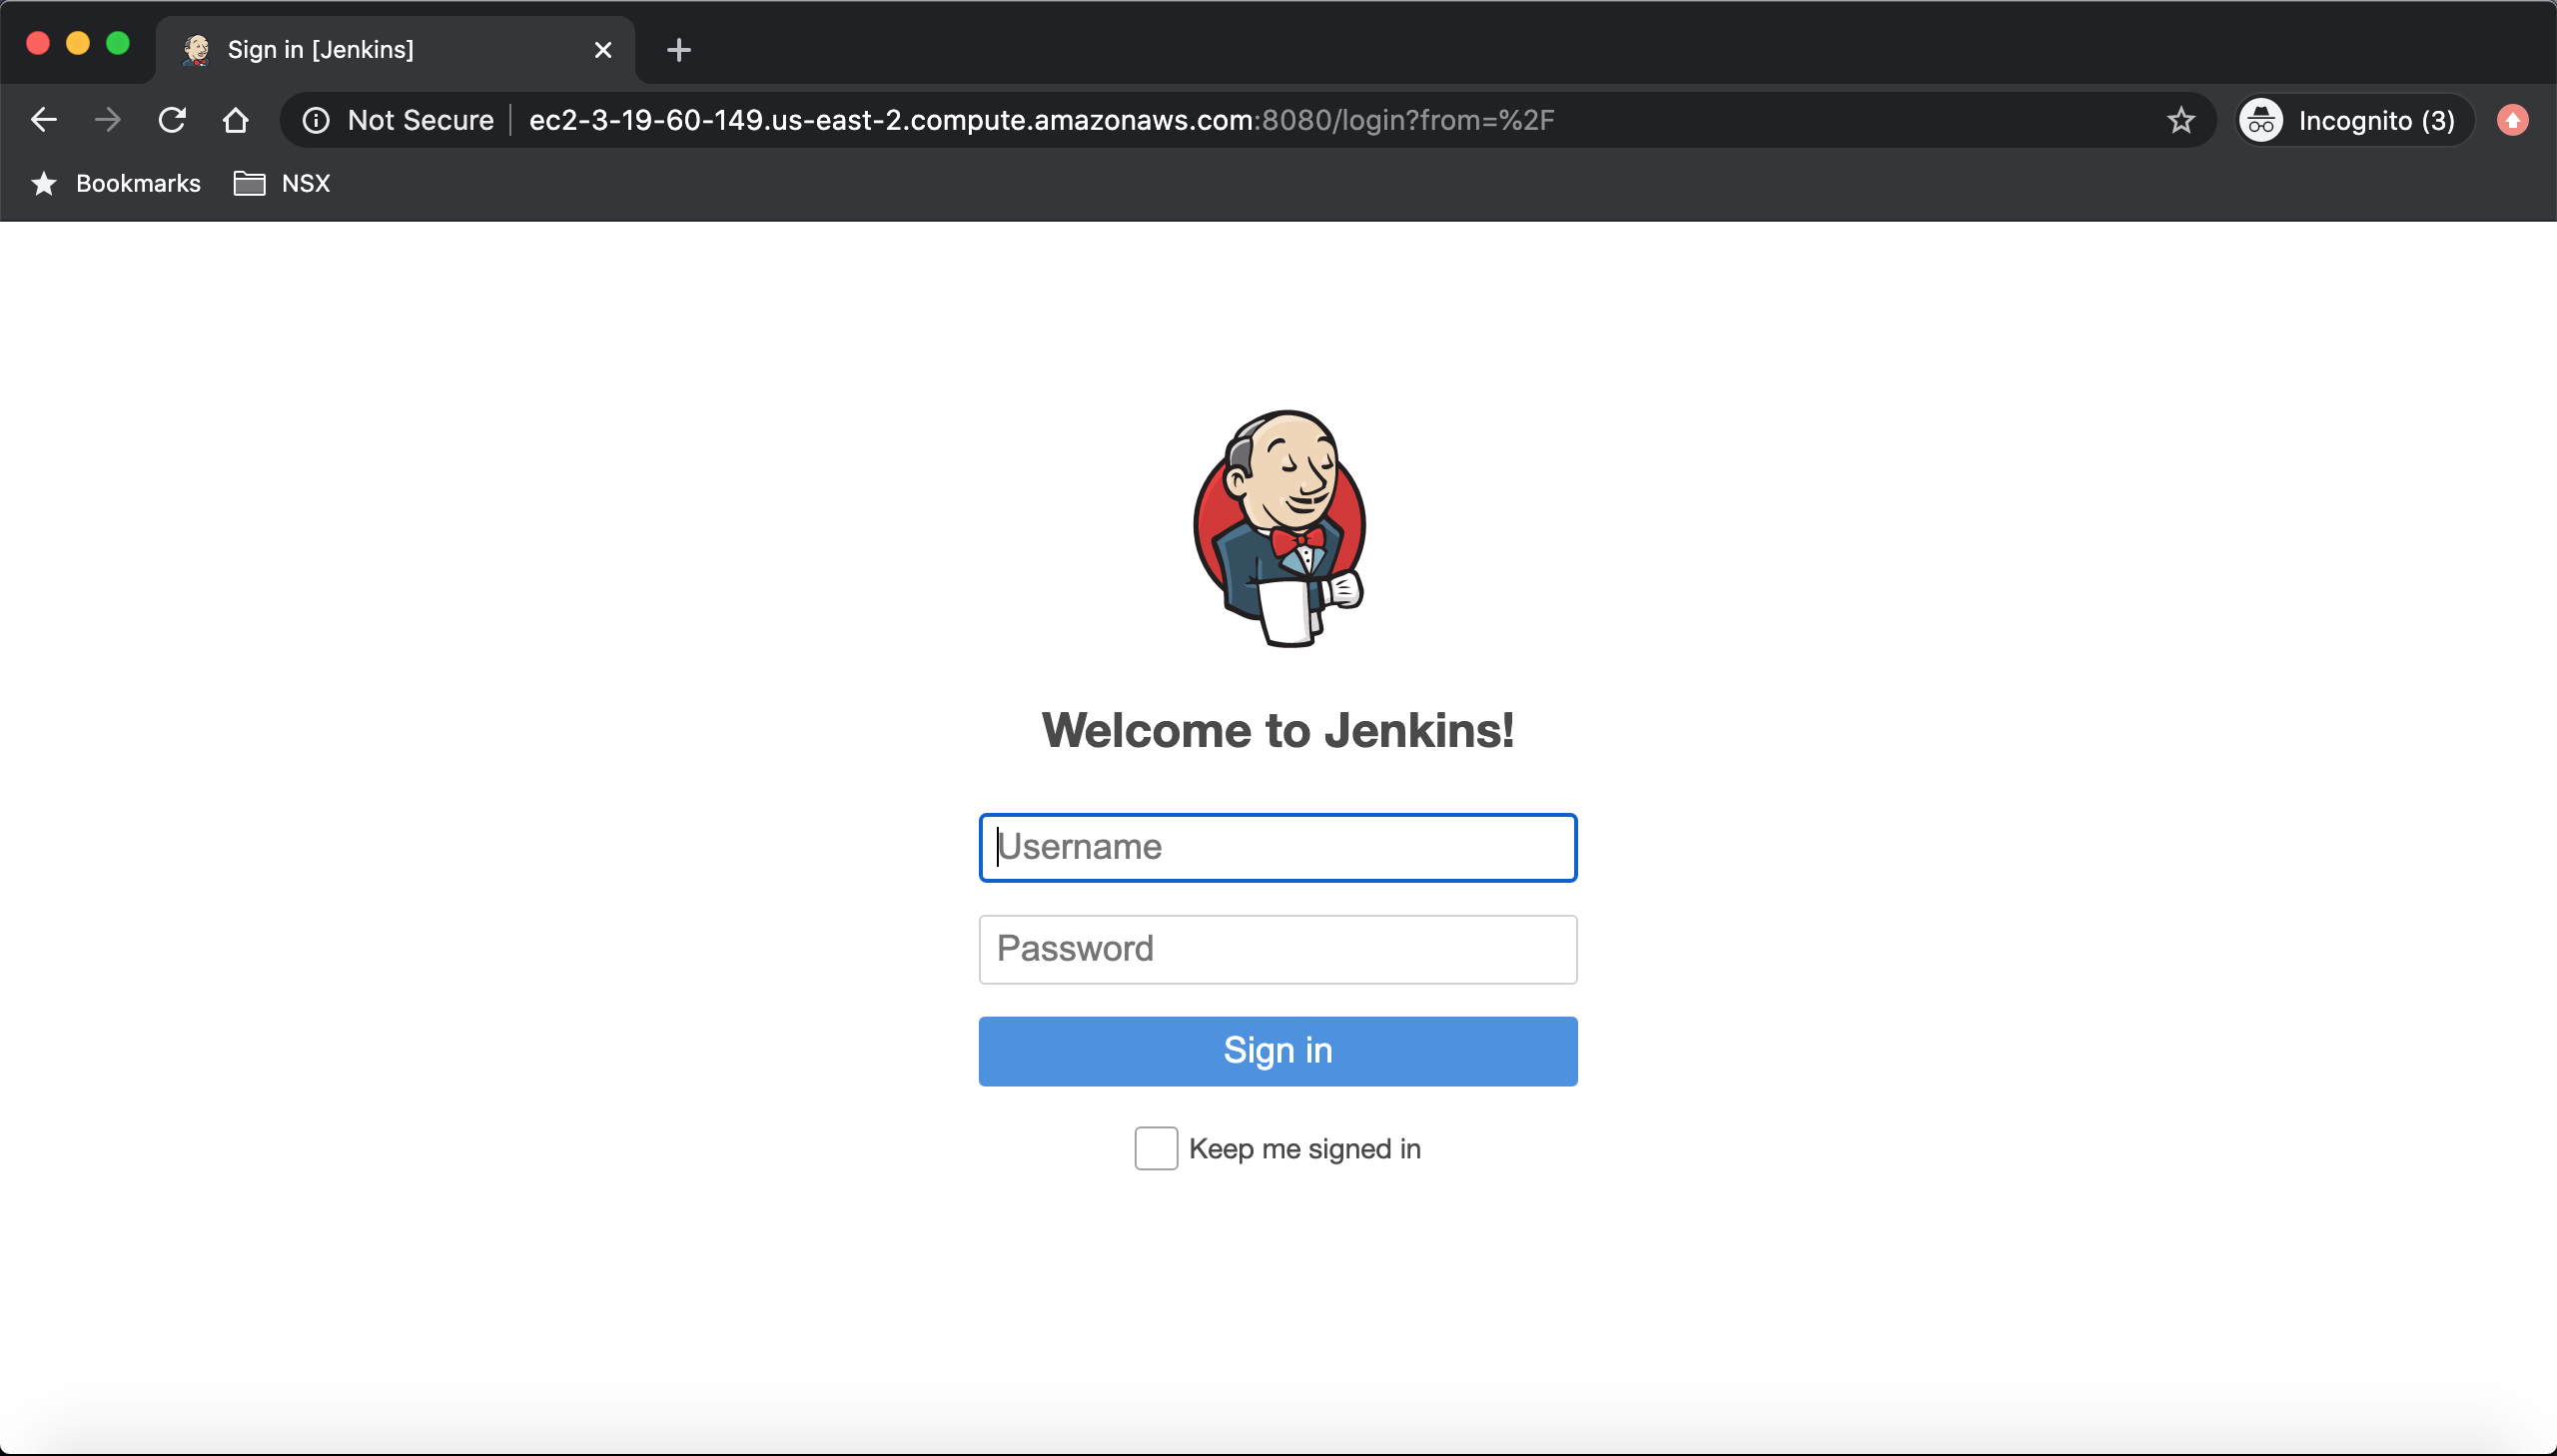 Sign in [Jenkins]
Not Secure ec2-3-19-60-149.us-east-2.compute.amazonaws.com:8080/login?from=%2F Incognito (3)
Bookmarks NSX
Welcome to Jenkins!
Username
Password
Sign in
Keep me signed in